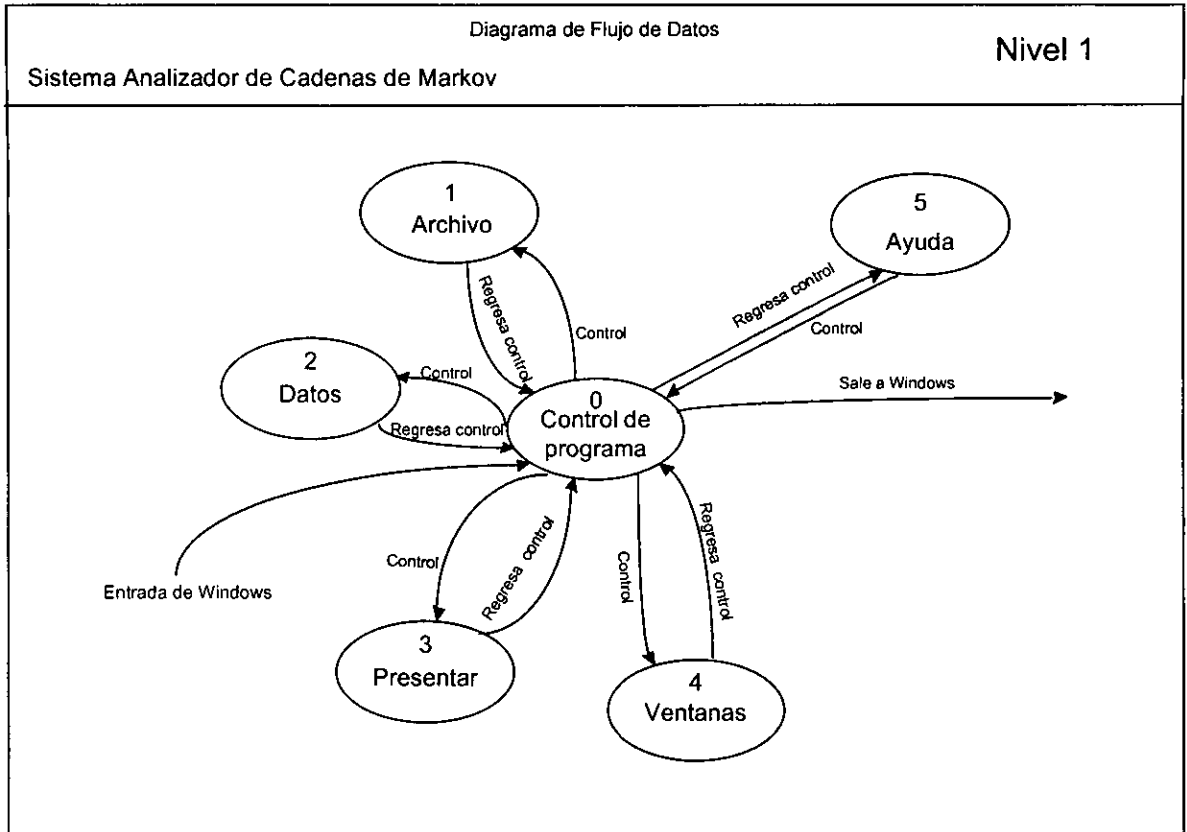 Diagrama de Flujo de Datos
Nivel 1
Sistema Analizador de Cadenas de Markov
1
Archivo
5
Ayuda
Regresa control
Control
Regresa control
Control
2
Datos
Control
Regresa control
0
Control de
programa
Sale a Windows
Entrada de Windows
Control
Regresa control
Control
Regresa control
3
Presentar
4
Ventanas